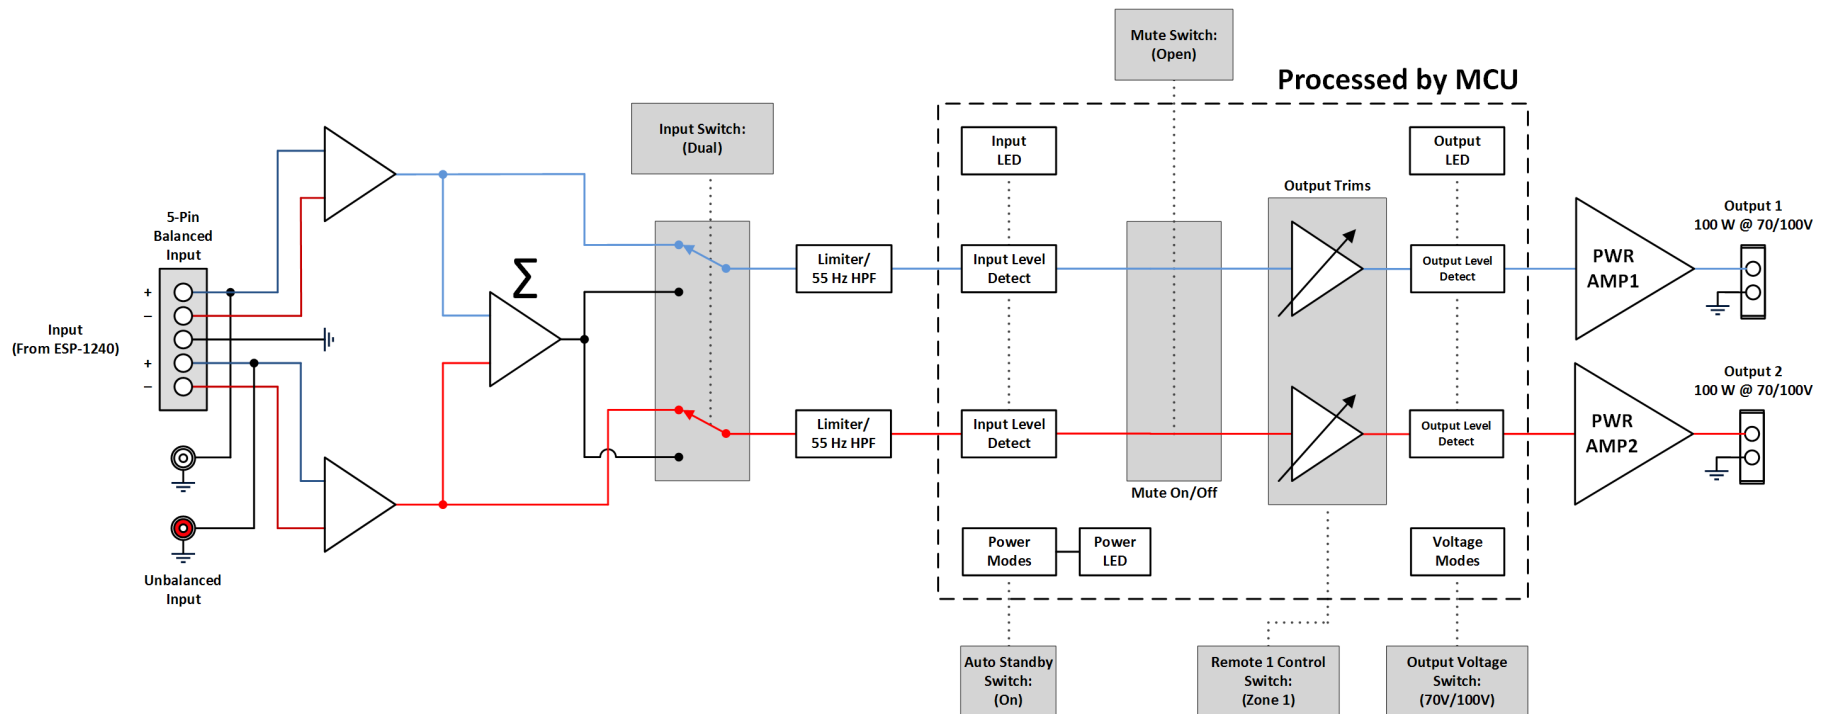 Mute Switch:
(Open)
Processed by MCU
Input Switch:
(Dual)
Input
LED
Output
LED
Output Trims
5-Pin
Balanced
Input
Σ
Limiter/
55 Hz HPF
Input Level
Detect
Output Level
Detect
PWR
AMP1
Output 1
100 W @ 70/100V
+
−
Input
(From ESP-1240)
+
−
Limiter/
55 Hz HPF
Input Level
Detect
Output Level
Detect
PWR
AMP2
Output 2
100 W @ 70/100V
Mute On/Off
Unbalanced
Input
Power
Modes
Power
LED
Voltage
Modes
Auto Standby
Switch:
(On)
Remote 1 Control
Switch:
(Zone 1)
Output Voltage
Switch:
(70V/100V)